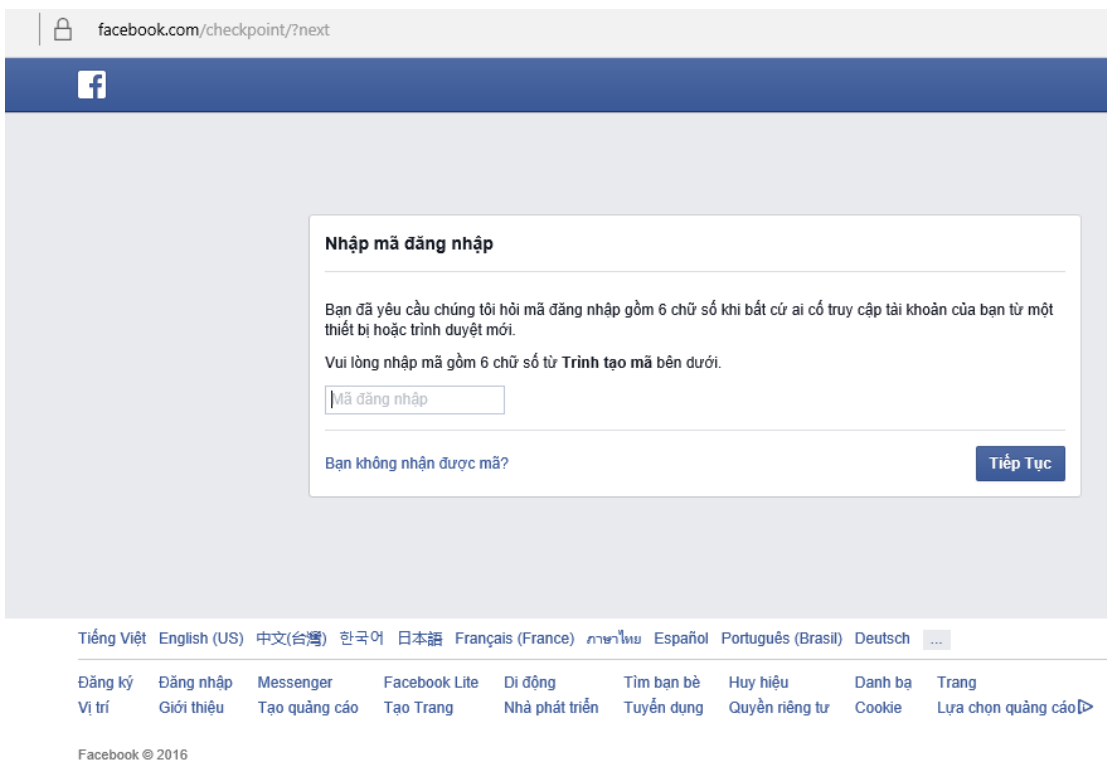 facebook.com/checkpoint/?next
Nhập mã đăng nhập
Bạn đã yêu cầu chúng tôi hỏi mã đăng nhập gồm 6 chữ số khi bất cứ ai cố truy cập tài khoản của bạn từ một
thiết bị hoặc trình duyệt mới.
Vui lòng nhập mã gồm 6 chữ số từ Trình tạo mã bên dưới.
Mã đăng nhập
Bạn không nhận được mã? Tiếp Tục
Tiếng Việt English (US) 中文(台灣) 한국어 日本語 Français (France) ภาษาไทย Español Português (Brasil) Deutsch ...
Đăng ký Đăng nhập Messenger Facebook Lite Di động Tìm bạn bè Huy hiệu Danh bạ Trang
Vị trí Giới thiệu Tạo quảng cáo Tạo Trang Nhà phát triển Tuyển dụng Quyền riêng tư Cookie Lựa chọn quảng cáo
Facebook © 2016